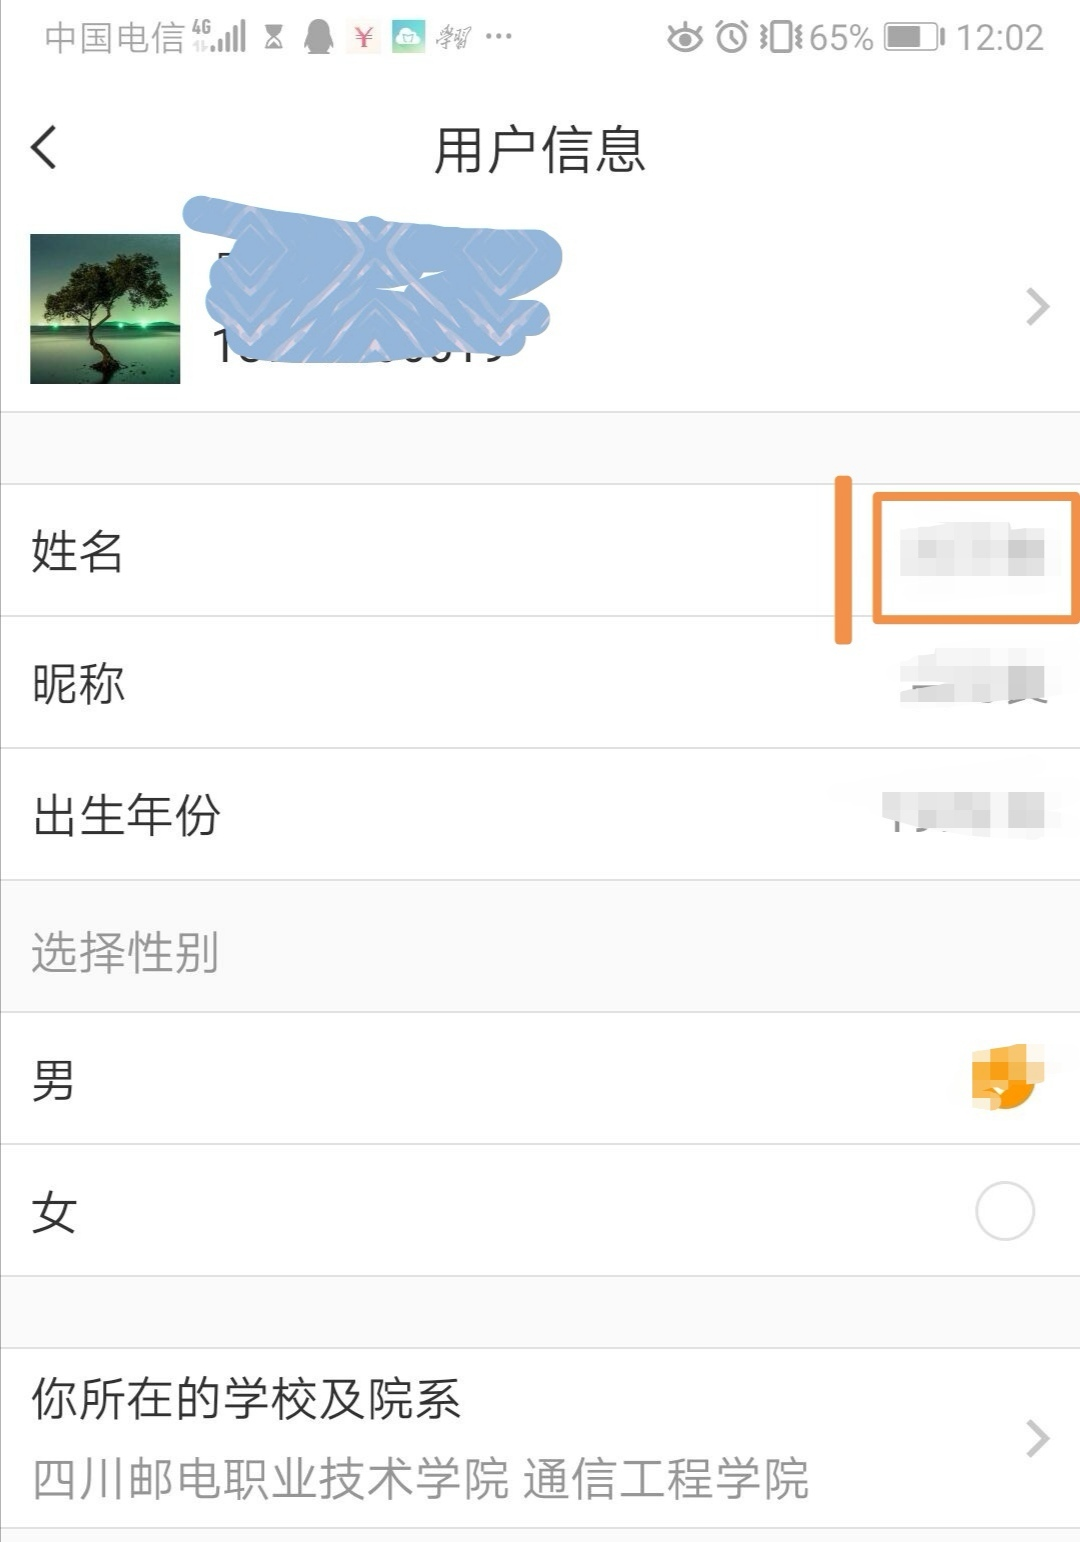 中国电信 4G 65% 12:02
用户信息
姓名
昵称
出生年份
选择性别
男
女
你所在的学校及院系
四川邮电职业技术学院 通信工程学院